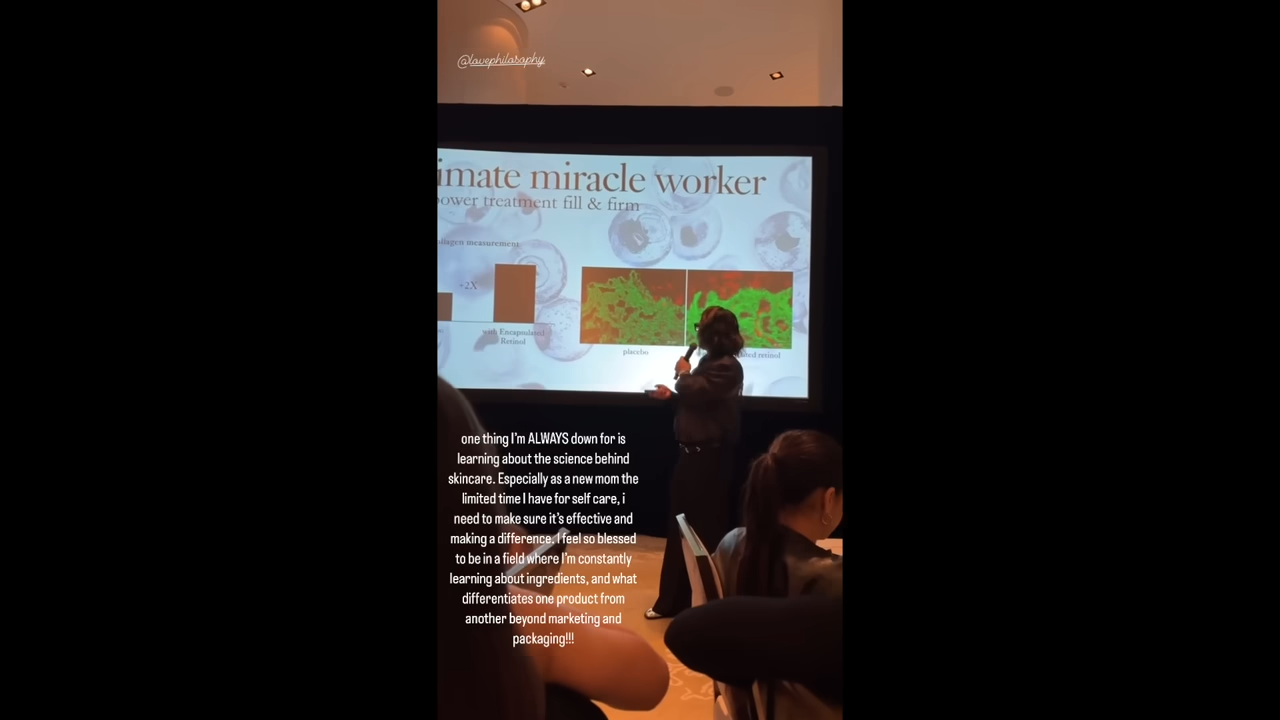 @lovephilosophy
imate miracle worker
power treatment fill & firm
measurement
~2X
with Encapsulated
Retinol
placebo
retinol
one thing I'm ALWAYS down for is
learning about the science behind
skincare. Especially as a new mom the
limited time I have for self care, i
need to make sure it's effective and
making a difference. I feel so blessed
to be in a field where I'm constantly
learning about ingredients, and what
differentiates one product from
another beyond marketing and
packaging!!!